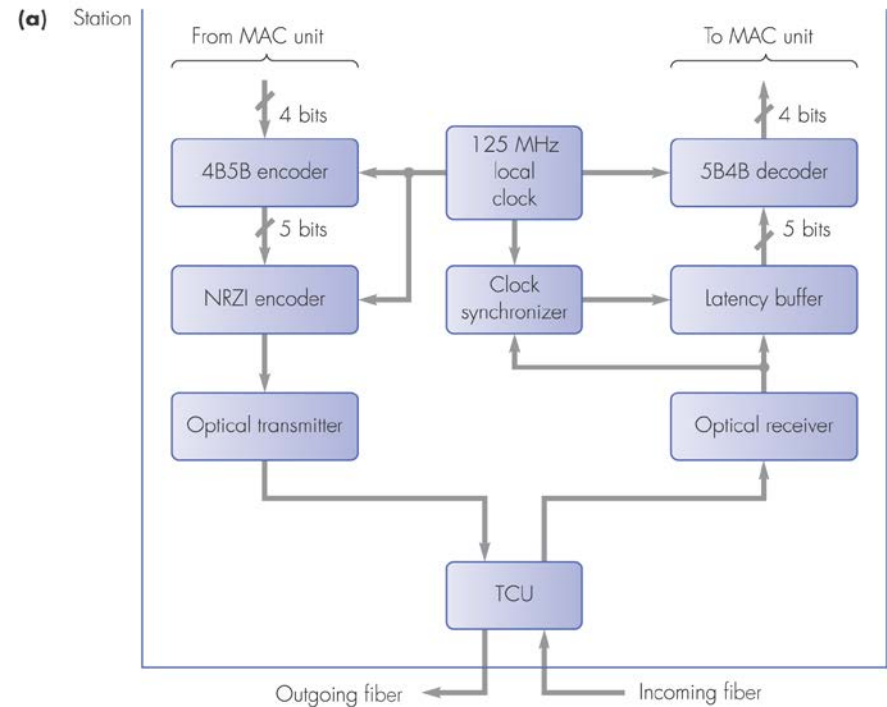 (a) Station
From MAC unit
To MAC unit
4 bits
4 bits
4B5B encoder
125 MHz
local
clock
5B4B decoder
5 bits
5 bits
NRZI encoder
Clock
synchronizer
Latency buffer
Optical transmitter
Optical receiver
TCU
Outgoing fiber
Incoming fiber